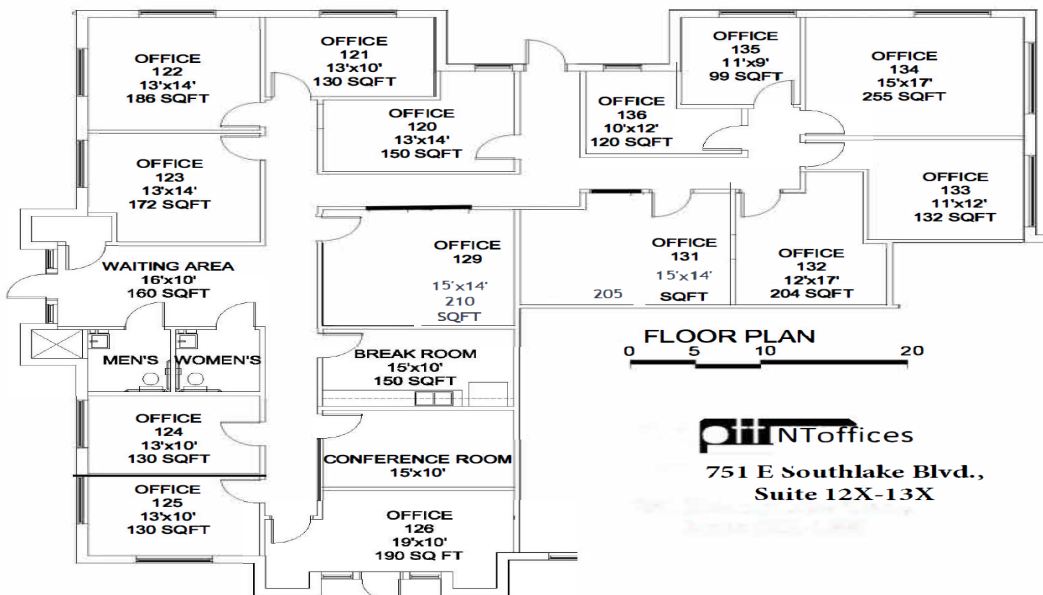 OFFICE
122
13'x14'
186 SQFT
OFFICE
121
13'x10'
130 SQFT
OFFICE
120
13'x14'
150 SQFT
OFFICE
135
11'x9'
99 SQFT
OFFICE
134
15'x17'
255 SQFT
OFFICE
136
10'x12'
120 SQFT
OFFICE
123
13'x14'
172 SQFT
OFFICE
133
11'x12'
132 SQFT
OFFICE
129
15'x14'
210
SQFT
OFFICE
131
15'x14'
205 SQFT
OFFICE
132
12'x17'
204 SQFT
WAITING AREA
16'x10'
160 SQFT
MEN'S
WOMEN'S
BREAK ROOM
15'x10'
150 SQFT
FLOOR PLAN
0 5 10 20
OFFICE
124
13'x10'
130 SQFT
CONFERENCE ROOM
15'x10'
OFFICE
125
13'x10'
130 SQFT
OFFICE
126
19'x10'
190 SQ FT
NToffices
751 E Southlake Blvd.,
Suite 12X-13X